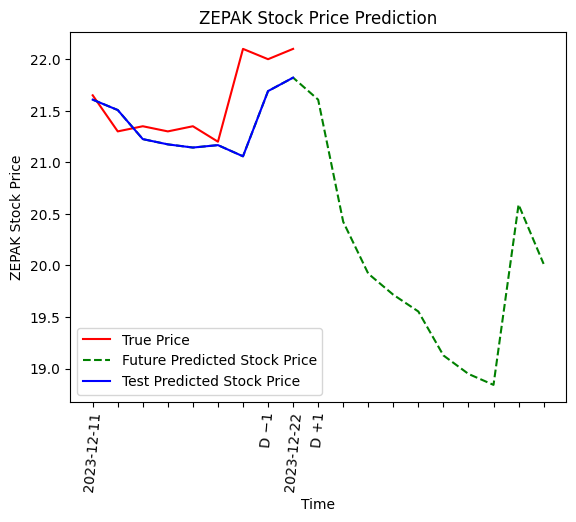 ZEPAK Stock Price Prediction
ZEPAK Stock Price
22.0
21.5
21.0
20.5
20.0
19.5
19.0
True Price
Future Predicted Stock Price
Test Predicted Stock Price
2023-12-11
D −1
2023-12-22
D +1
Time